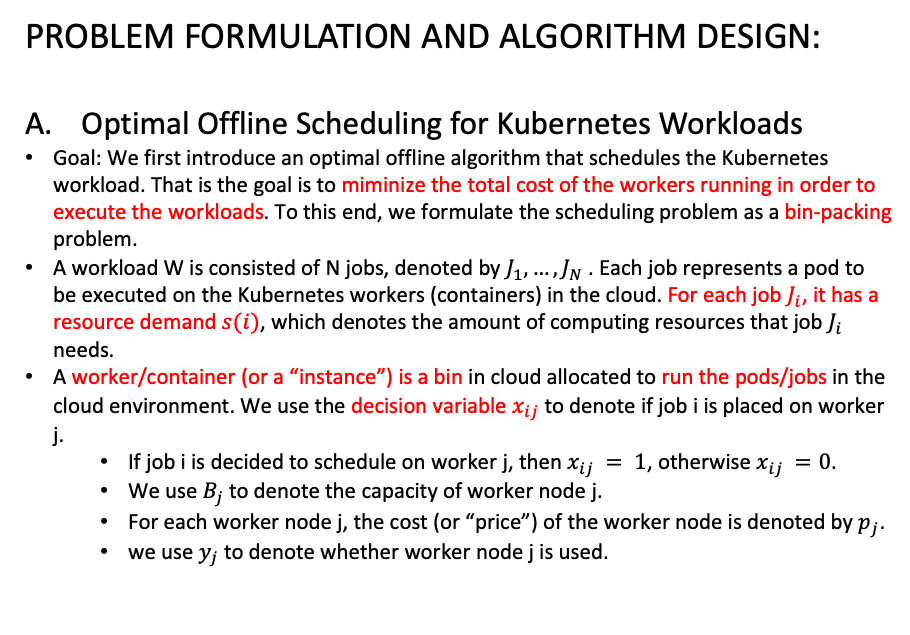 PROBLEM FORMULATION AND ALGORITHM DESIGN:
A. Optimal Offline Scheduling for Kubernetes Workloads
• Goal: We first introduce an optimal offline algorithm that schedules the Kubernetes
workload. That is the goal is to miminize the total cost of the workers running in order to
execute the workloads. To this end, we formulate the scheduling problem as a bin-packing
problem.
• A workload W is consisted of N jobs, denoted by J₁, … , J_N . Each job represents a pod to
be executed on the Kubernetes workers (containers) in the cloud. For each job J_i, it has a
resource demand s(i), which denotes the amount of computing resources that job J_i
needs.
• A worker/container (or a “instance”) is a bin in cloud allocated to run the pods/jobs in the
cloud environment. We use the decision variable x_ij to denote if job i is placed on worker
j.
• If job i is decided to schedule on worker j, then x_ij = 1, otherwise x_ij = 0.
• We use B_j to denote the capacity of worker node j.
• For each worker node j, the cost (or “price”) of the worker node is denoted by p_j.
• we use y_j to denote whether worker node j is used.